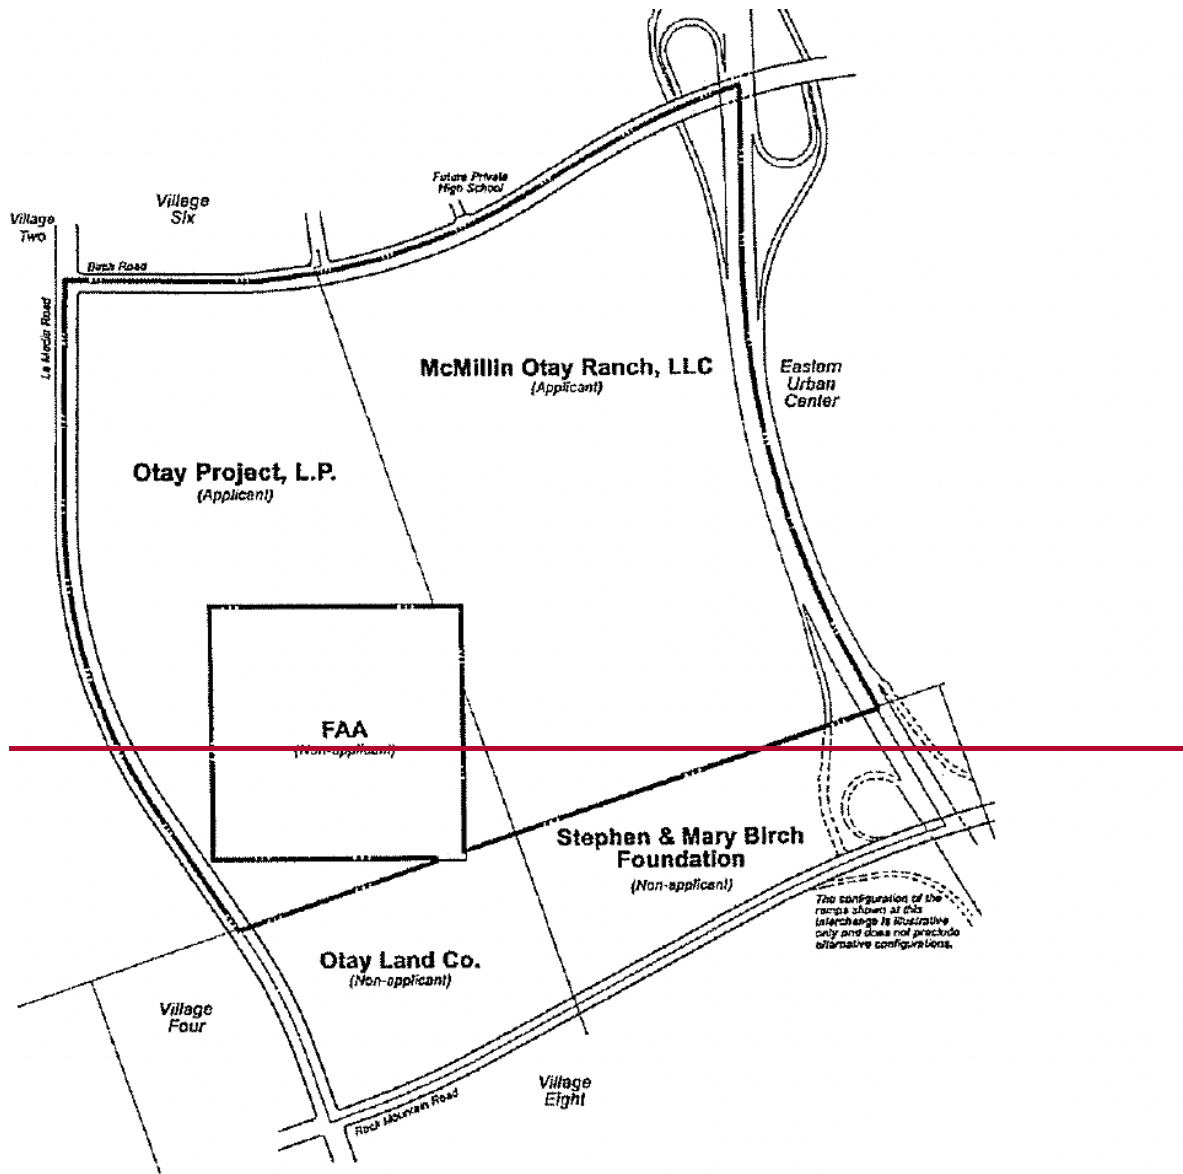 Future Private
High School
Village
Six
Village
Two
Birch Road
La Media Road
McMillin Otay Ranch, LLC
(Applicant)
Eastern
Urban
Center
Otay Project, L.P.
(Applicant)
FAA
(Non-applicant)
Stephen & Mary Birch
Foundation
(Non-applicant)
The configuration of the
ramps shown at this
interchange is illustrative
only and does not preclude
alternative configurations.
Otay Land Co.
(Non-applicant)
Village
Four
Village
Eight
Rock Mountain Road